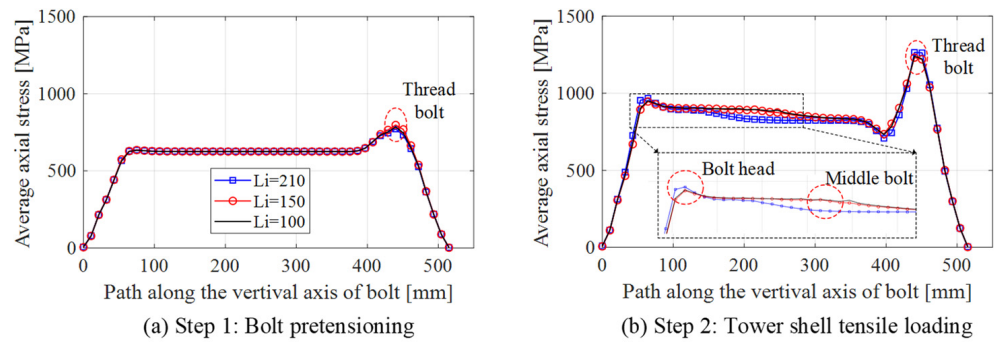 1500
1000
500
0
Average axial stress [MPa]
Thread
bolt
Li=210
Li=150
Li=100
0 100 200 300 400 500
Path along the vertival axis of bolt [mm]
(a) Step 1: Bolt pretensioning
1500
1000
500
0
Average axial stress [MPa]
Thread
bolt
Bolt head
Middle bolt
0 100 200 300 400 500
Path along the vertival axis of bolt [mm]
(b) Step 2: Tower shell tensile loading